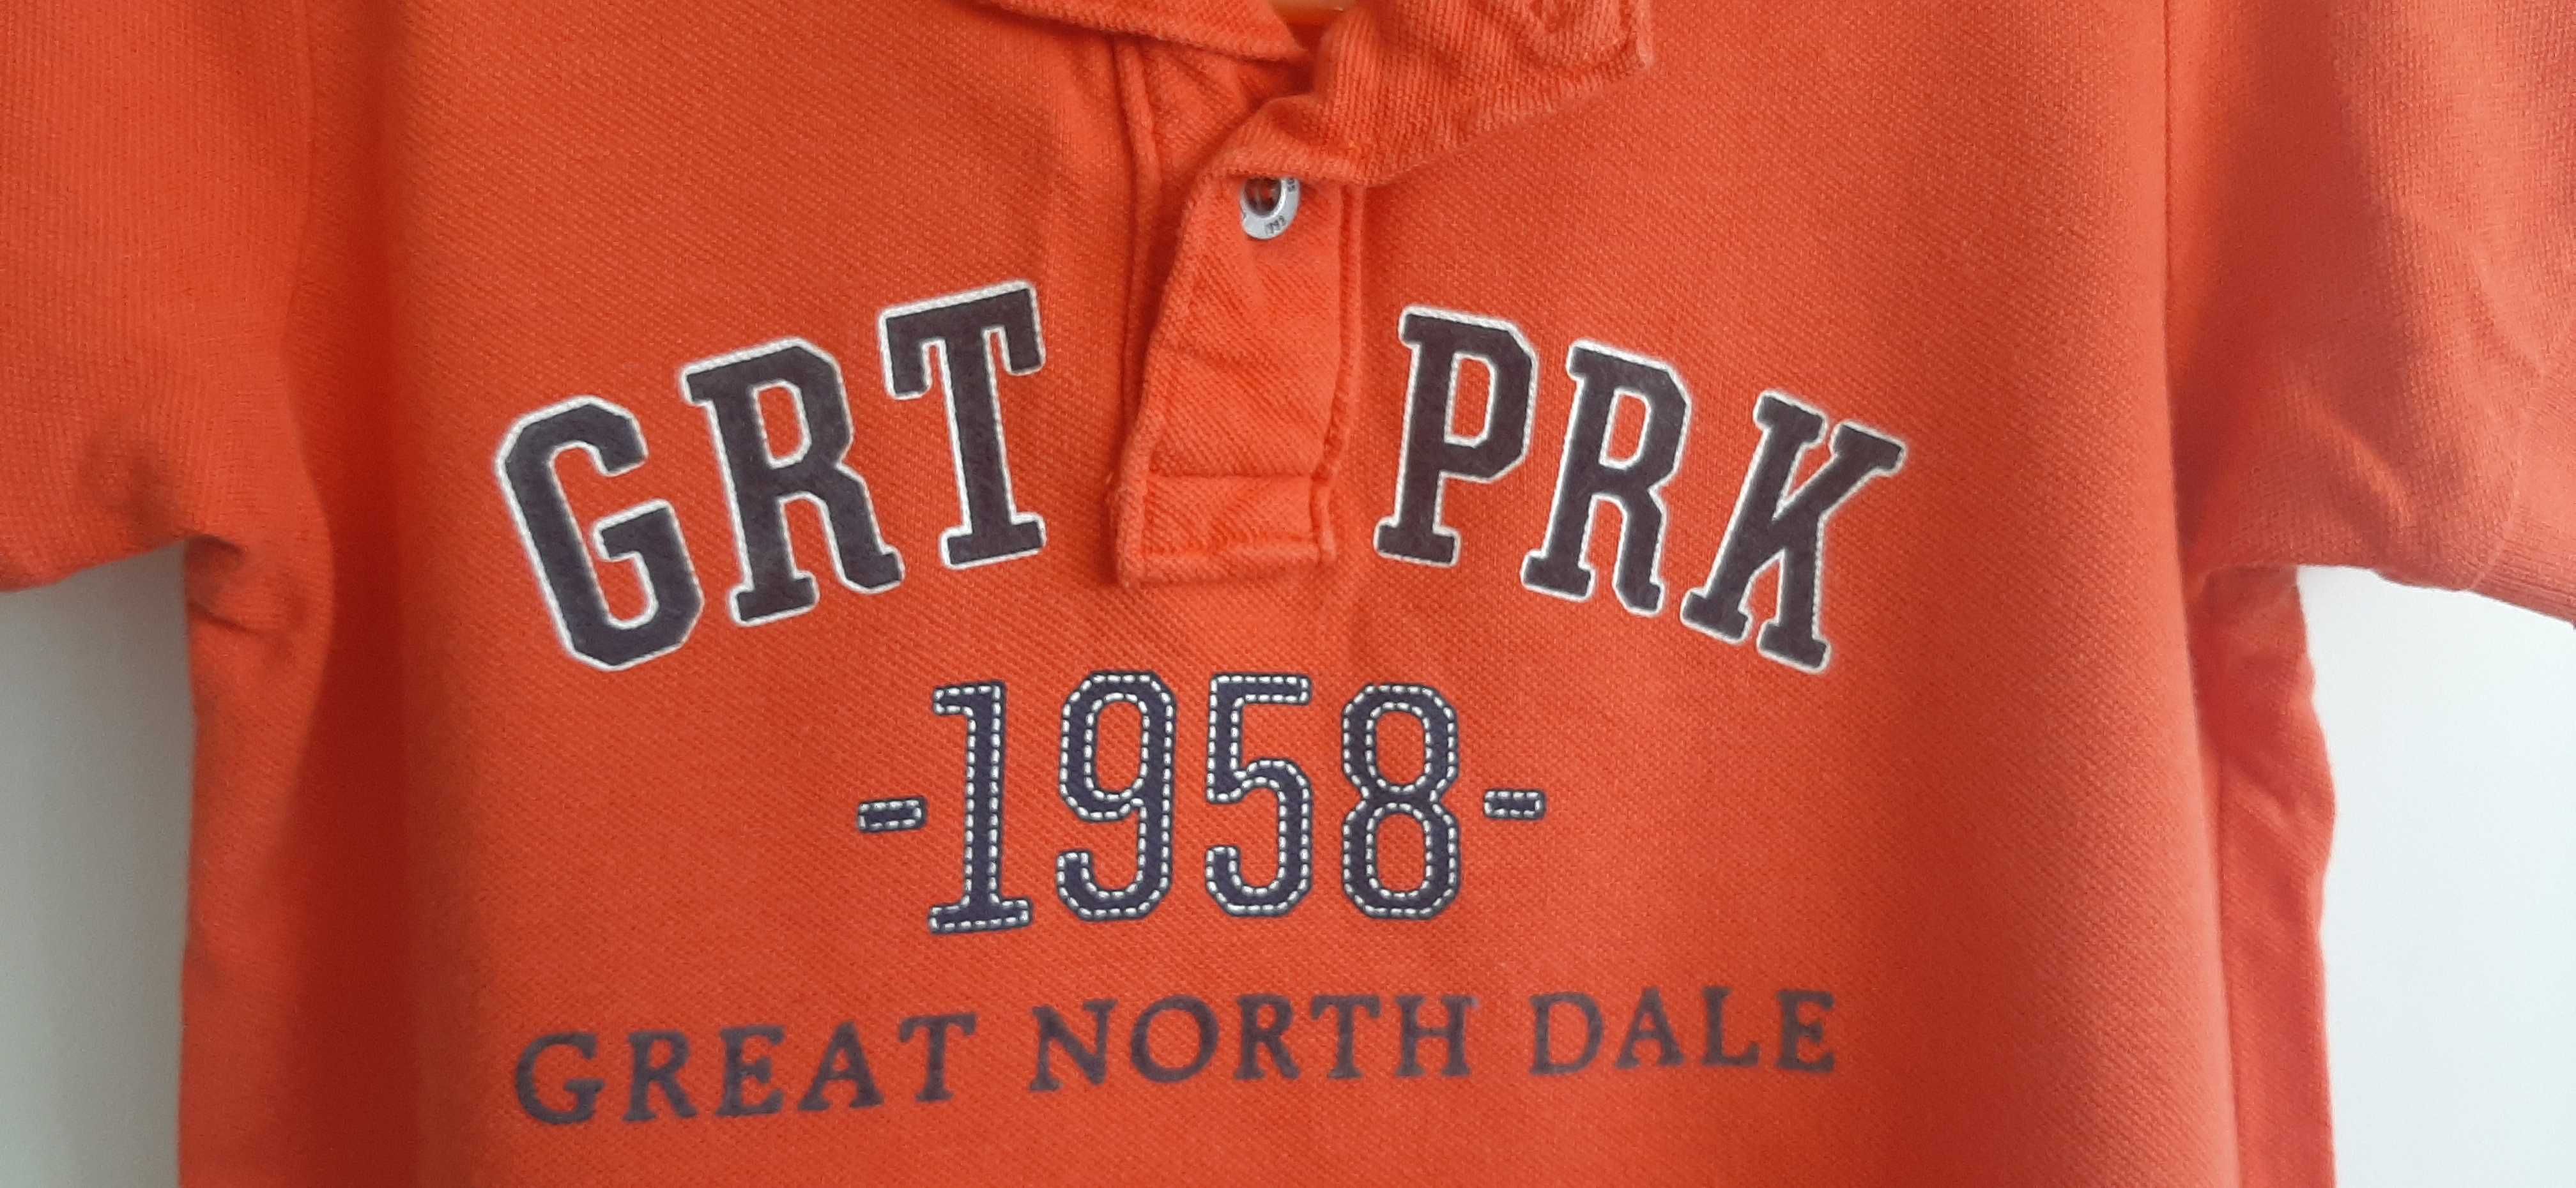 GRT PRK
-1958-
GREAT NORTH DALE